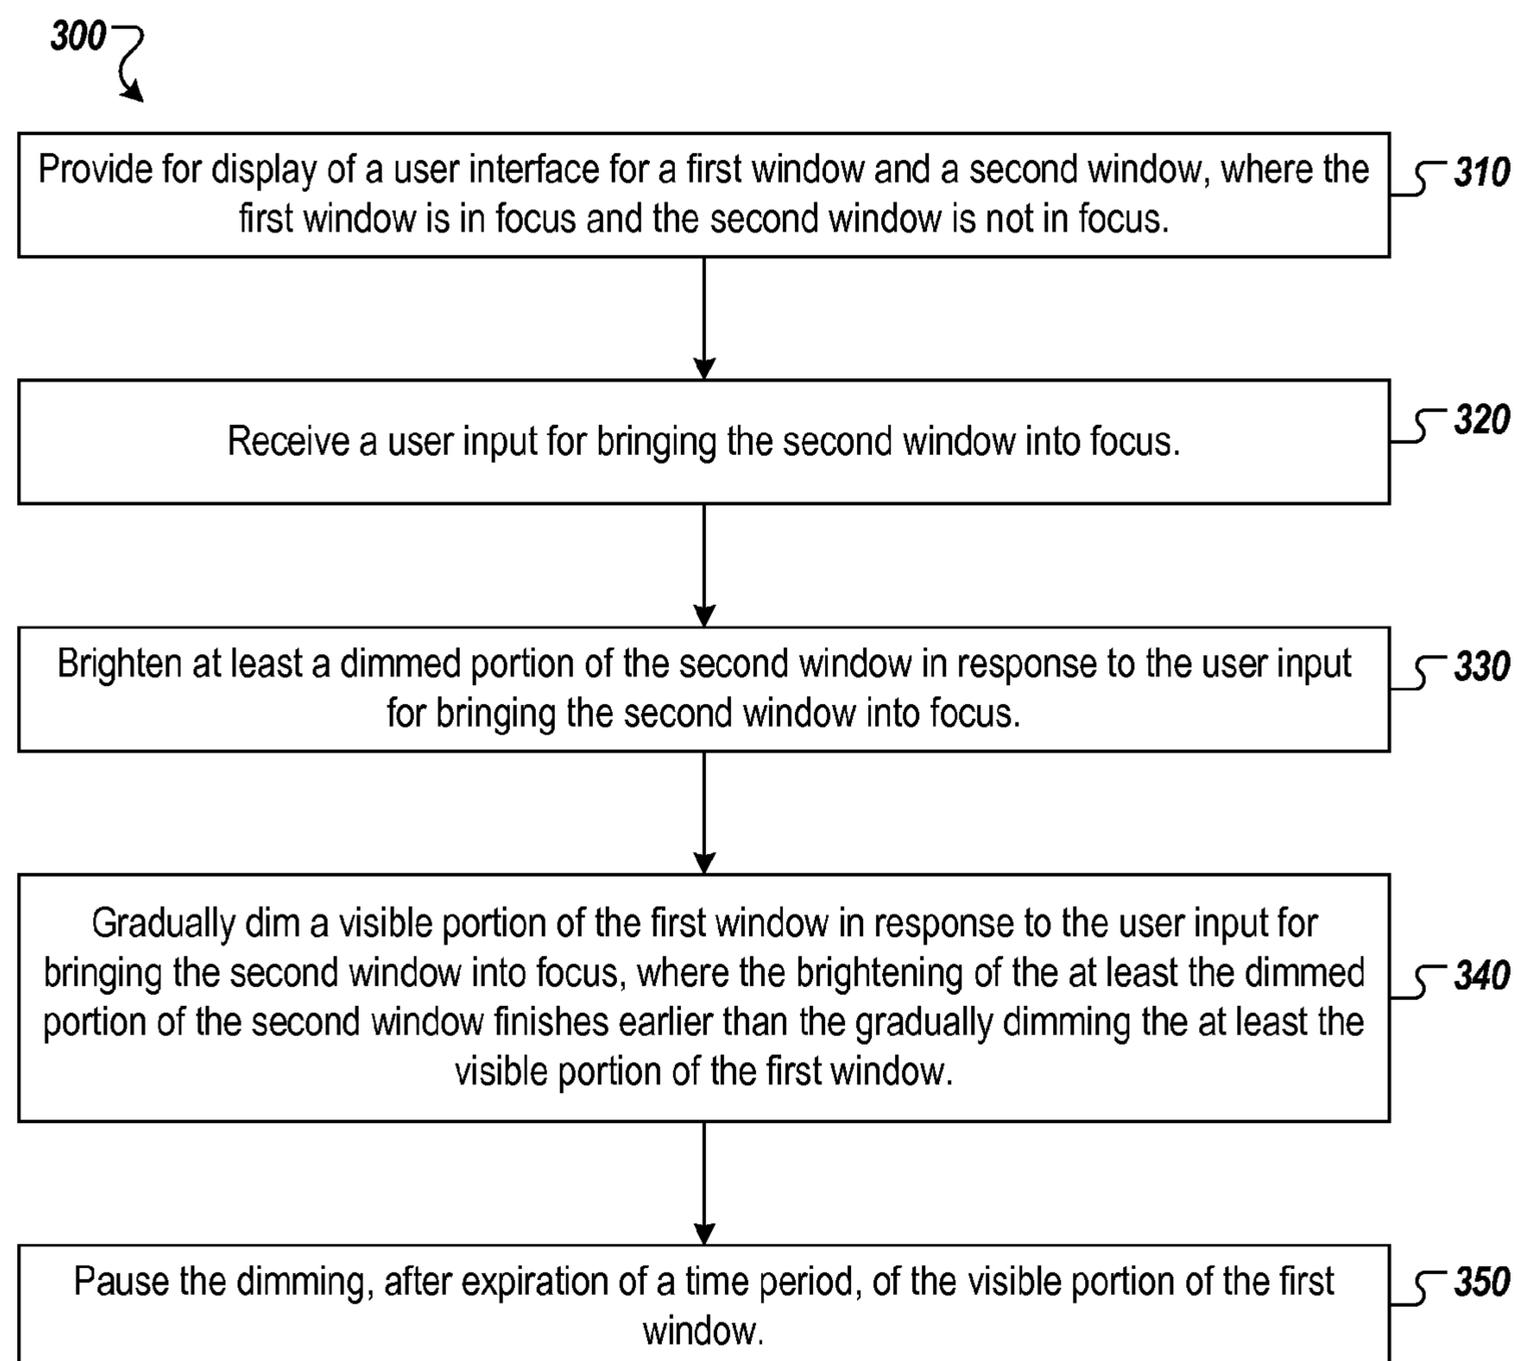 300
Provide for display of a user interface for a first window and a second window, where the
first window is in focus and the second window is not in focus.
310
Receive a user input for bringing the second window into focus.
320
Brighten at least a dimmed portion of the second window in response to the user input
for bringing the second window into focus.
330
Gradually dim a visible portion of the first window in response to the user input for
bringing the second window into focus, where the brightening of the at least the dimmed
portion of the second window finishes earlier than the gradually dimming the at least the
visible portion of the first window.
340
Pause the dimming, after expiration of a time period, of the visible portion of the first
window.
350